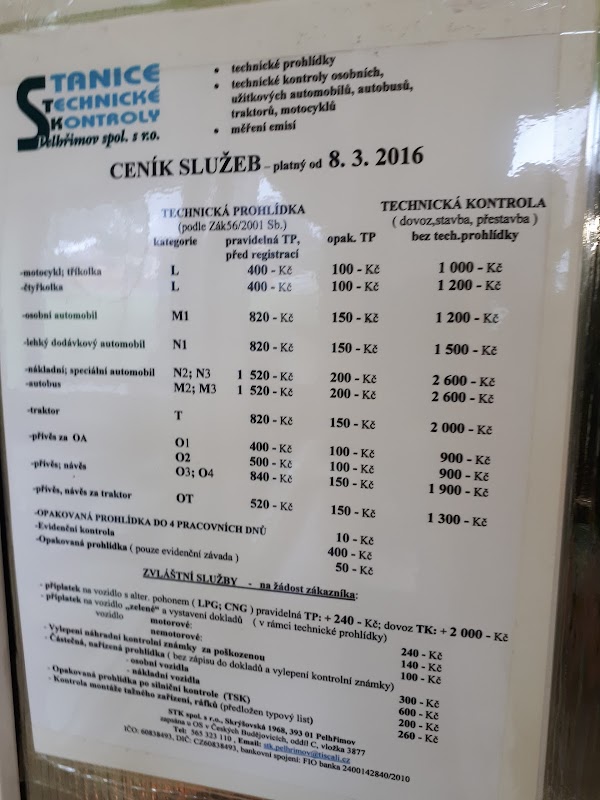 STANICE
TECHNICKÉ
KONTROLY
Pelhřimov spol. s r.o.
• technické prohlídky
• technické kontroly osobních,
užitkových automobilů, autobusů,
traktorů, motocyklů
• měření emisí
CENÍK SLUŽEB – platný od 8. 3. 2016
TECHNICKÁ PROHLÍDKA TECHNICKÁ KONTROLA
(podle Zák56/2001 Sb.) ( dovoz,stavba, přestavba )
kategorie pravidelná TP, opak. TP bez tech.prohlídky
před registrací
-motocykl; tříkolka L 400 - Kč 100 - Kč 1 000 - Kč
-čtyřkolka L 400 - Kč 100 - Kč 1 200 - Kč
-osobní automobil M1 820 - Kč 150 - Kč 1 200 - Kč
-lehký dodávkový automobil N1 820 - Kč 150 - Kč 1 500 - Kč
-nákladní; speciální automobil N2; N3 1 520 - Kč 200 - Kč 2 600 - Kč
-autobus M2; M3 1 520 - Kč 200 - Kč 2 600 - Kč
-traktor T 820 - Kč 150 - Kč 2 000 - Kč
-přívěs za OA O1 400 - Kč 100 - Kč 900 - Kč
O2 500 - Kč 100 - Kč 900 - Kč
-přívěs; návěs O3; O4 840 - Kč 150 - Kč 1 900 - Kč
-přívěs, návěs za traktor OT 520 - Kč 150 - Kč 1 300 - Kč
-OPAKOVANÁ PROHLÍDKA DO 4 PRACOVNÍCH DNŮ 10 - Kč
-Evidenční kontrola 400 - Kč
-Opakovaná prohlídka ( pouze evidenční závada ) 50 - Kč
ZVLÁŠTNÍ SLUŽBY - na žádost zákazníka:
- příplatek na vozidlo s alter. pohonem ( LPG; CNG ) pravidelná TP: + 240 - Kč; dovoz TK: + 2 000 - Kč
- příplatek na vozidlo „zeleně“ a vystavení dokladů ( v rámci technické prohlídky)
vozidlo motorové: 240 - Kč
nemotorové: 140 - Kč
- Vylepení náhradní kontrolní známky za poškozenou 100 - Kč
- Částečná, nařízená prohlídka ( bez zápisu do dokladů a vylepení kontrolní známky)
- osobní vozidla 300 - Kč
- nákladní vozidla 600 - Kč
- Opakovaná prohlídka po silniční kontrole (TSK) 200 - Kč
- Kontrola montáže tažného zařízení, ráfků (předložen typový list) 260 - Kč
STK spol. s r.o., Skrýšovská 1968, 393 01 Pelhřimov
zapsána u OS v Českých Budějovicích, oddíl C, vložka 3877
Tel: 565 323 110 , Email: stk.pelhrimov@tiscali.cz
IČO: 60838493, DIČ: CZ60838493, bankovní spojení: FIO banka 2400142840/2010